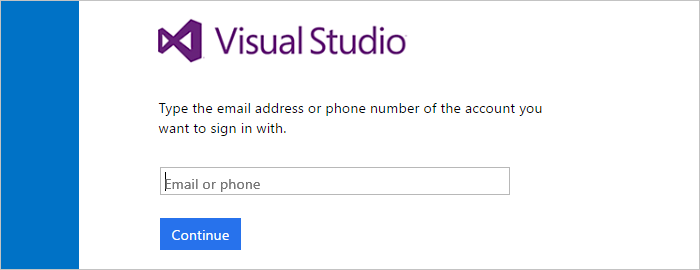 Visual Studio
Type the email address or phone number of the account you
want to sign in with.
Email or phone
Continue